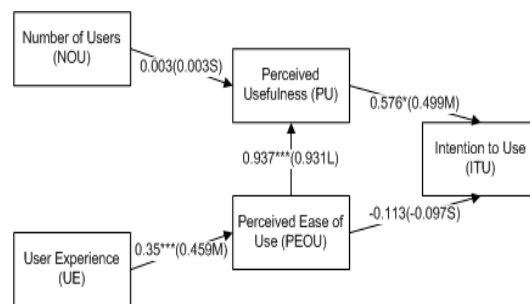 Number of Users
(NOU)
0.003(0.003S)
Perceived
Usefulness (PU)
0.576*(0.499M)
0.937***(0.931L)
Intention to Use
(ITU)
Perceived Ease of
Use (PEOU)
-0.113(-0.097S)
0.35***(0.459M)
User Experience
(UE)